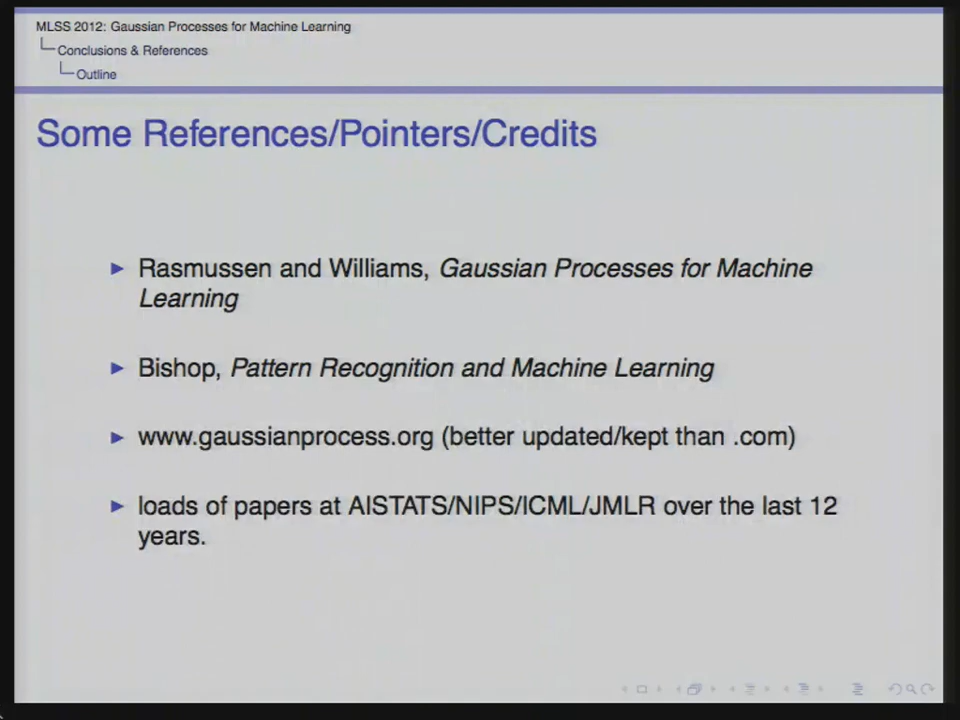 MLSS 2012: Gaussian Processes for Machine Learning
Conclusions & References
Outline
Some References/Pointers/Credits
Rasmussen and Williams, Gaussian Processes for Machine
Learning
Bishop, Pattern Recognition and Machine Learning
www.gaussianprocess.org (better updated/kept than .com)
loads of papers at AISTATS/NIPS/ICML/JMLR over the last 12
years.